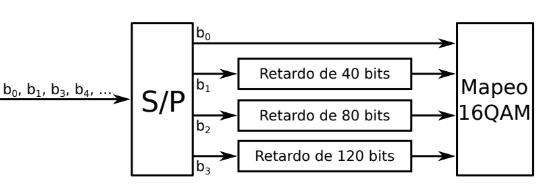 b₀, b₁, b₃, b₄, ...
S/P
b₀
b₁
Retardo de 40 bits
b₂
Retardo de 80 bits
b₃
Retardo de 120 bits
Mapeo
16QAM